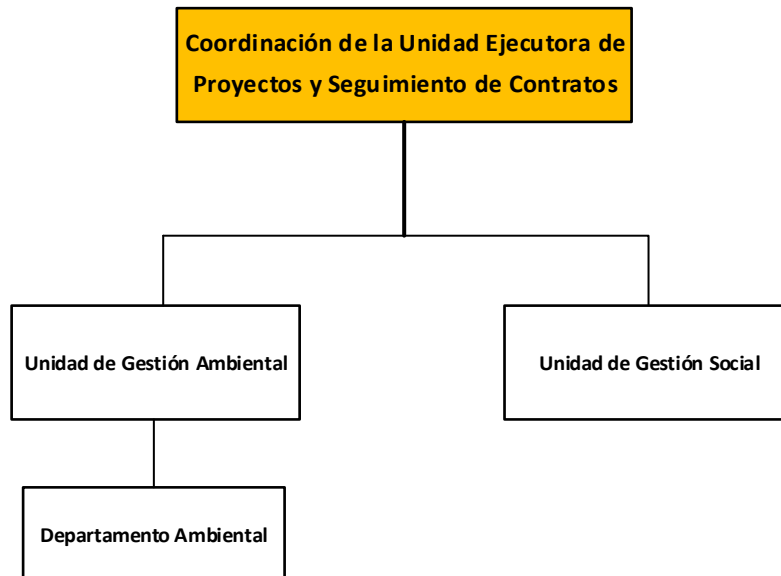 Coordinación de la Unidad Ejecutora de
Proyectos y Seguimiento de Contratos
Unidad de Gestión Ambiental
Unidad de Gestión Social
Departamento Ambiental